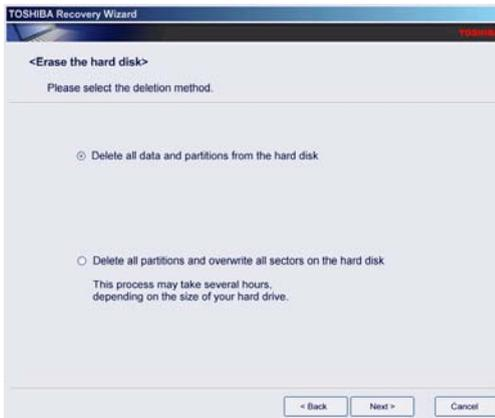 TOSHIBA Recovery Wizard
TOSHIBA
<Erase the hard disk>
Please select the deletion method.
Delete all data and partitions from the hard disk
Delete all partitions and overwrite all sectors on the hard disk
This process may take several hours,
depending on the size of your hard drive.
< Back Next > Cancel